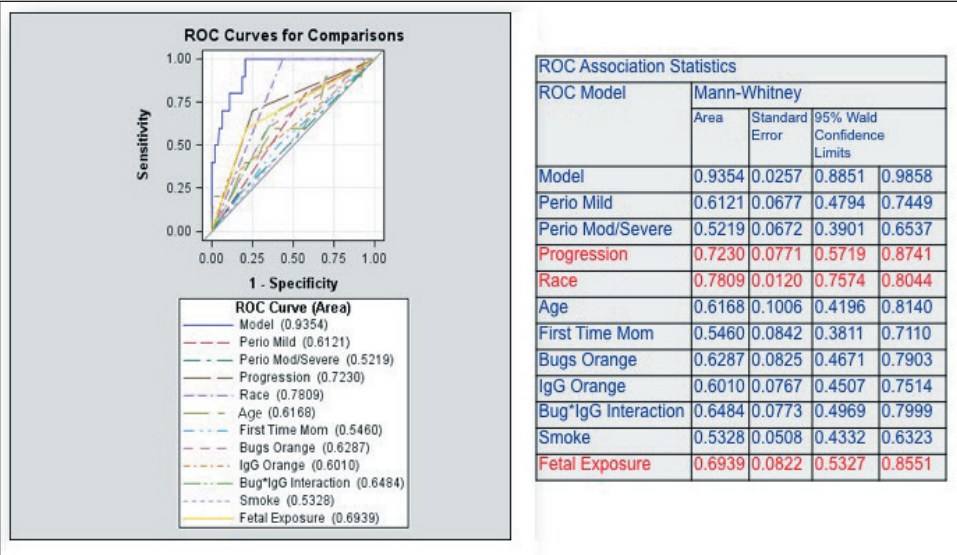 ROC Curves for Comparisons
1.00
0.75
0.50
0.25
0.00
Sensitivity
0.00 0.25 0.50 0.75 1.00
1 - Specificity
ROC Curve (Area)
Model (0.9354)
Perio Mild (0.6121)
Perio Mod/Severe (0.5219)
Progression (0.7230)
Race (0.7809)
Age (0.6168)
First Time Mom (0.5460)
Bugs Orange (0.6287)
IgG Orange (0.6010)
Bug*IgG Interaction (0.6484)
Smoke (0.5328)
Fetal Exposure (0.6939)
ROC Association Statistics
ROC Model Mann-Whitney
Area Standard Error 95% Wald Confidence Limits
Model 0.9354 0.0257 0.8851 0.9858
Perio Mild 0.6121 0.0677 0.4794 0.7449
Perio Mod/Severe 0.5219 0.0672 0.3901 0.6537
Progression 0.7230 0.0771 0.5719 0.8741
Race 0.7809 0.0120 0.7574 0.8044
Age 0.6168 0.1006 0.4196 0.8140
First Time Mom 0.5460 0.0842 0.3811 0.7110
Bugs Orange 0.6287 0.0825 0.4671 0.7903
IgG Orange 0.6010 0.0767 0.4507 0.7514
Bug*IgG Interaction 0.6484 0.0773 0.4969 0.7999
Smoke 0.5328 0.0508 0.4332 0.6323
Fetal Exposure 0.6939 0.0822 0.5327 0.8551